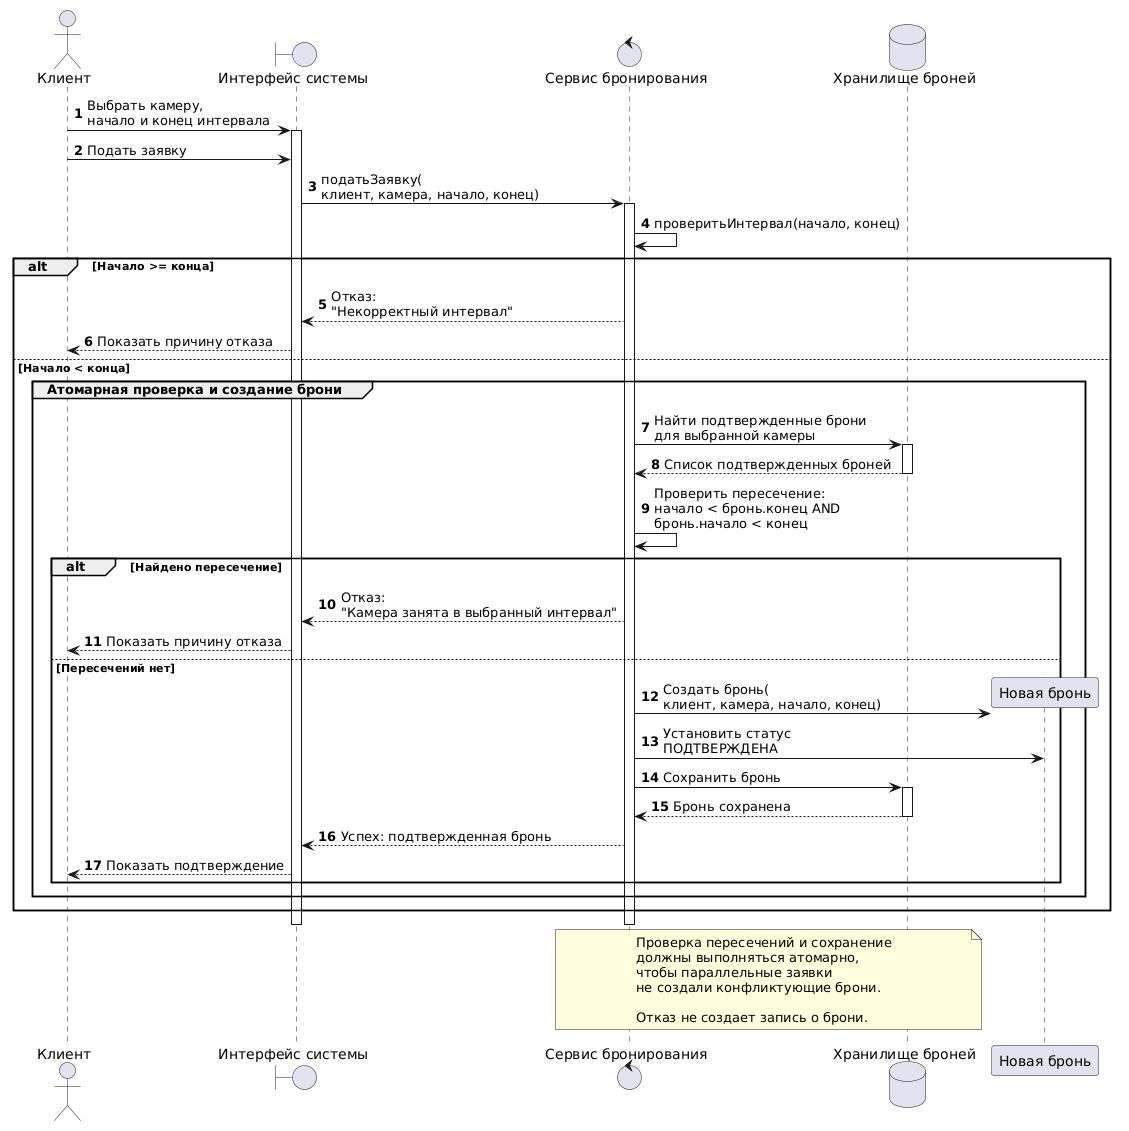 Клиент
Интерфейс системы
Сервис бронирования
Хранилище броней
1 Выбрать камеру,
начало и конец интервала
2 Подать заявку
3 податьЗаявку(
клиент, камера, начало, конец)
4 проверитьИнтервал(начало, конец)
alt [Начало >= конца]
5 Отказ:
"Некорректный интервал"
6 Показать причину отказа
[Начало < конца]
Атомарная проверка и создание брони
7 Найти подтвержденные брони
для выбранной камеры
8 Список подтвержденных броней
9 Проверить пересечение:
начало < бронь.конец AND
бронь.начало < конец
alt [Найдено пересечение]
10 Отказ:
"Камера занята в выбранный интервал"
11 Показать причину отказа
[Пересечений нет]
Новая бронь
12 Создать бронь(
клиент, камера, начало, конец)
13 Установить статус
ПОДТВЕРЖДЕНА
14 Сохранить бронь
15 Бронь сохранена
16 Успех: подтвержденная бронь
17 Показать подтверждение
Проверка пересечений и сохранение
должны выполняться атомарно,
чтобы параллельные заявки
не создали конфликтующие брони.
Отказ не создает запись о брони.
Клиент
Интерфейс системы
Сервис бронирования
Хранилище броней
Новая бронь